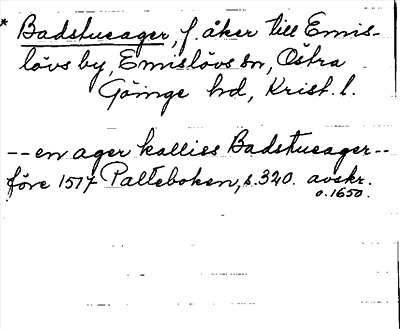 * Badstueager, f. åker till Emis-
lövs by, Emislövs sn, Östra
Göinge hd, Krist. l.
-- en ager kalliss Badstueager --
före 1517 Palteboken, s. 320. avskr.
o. 1650.